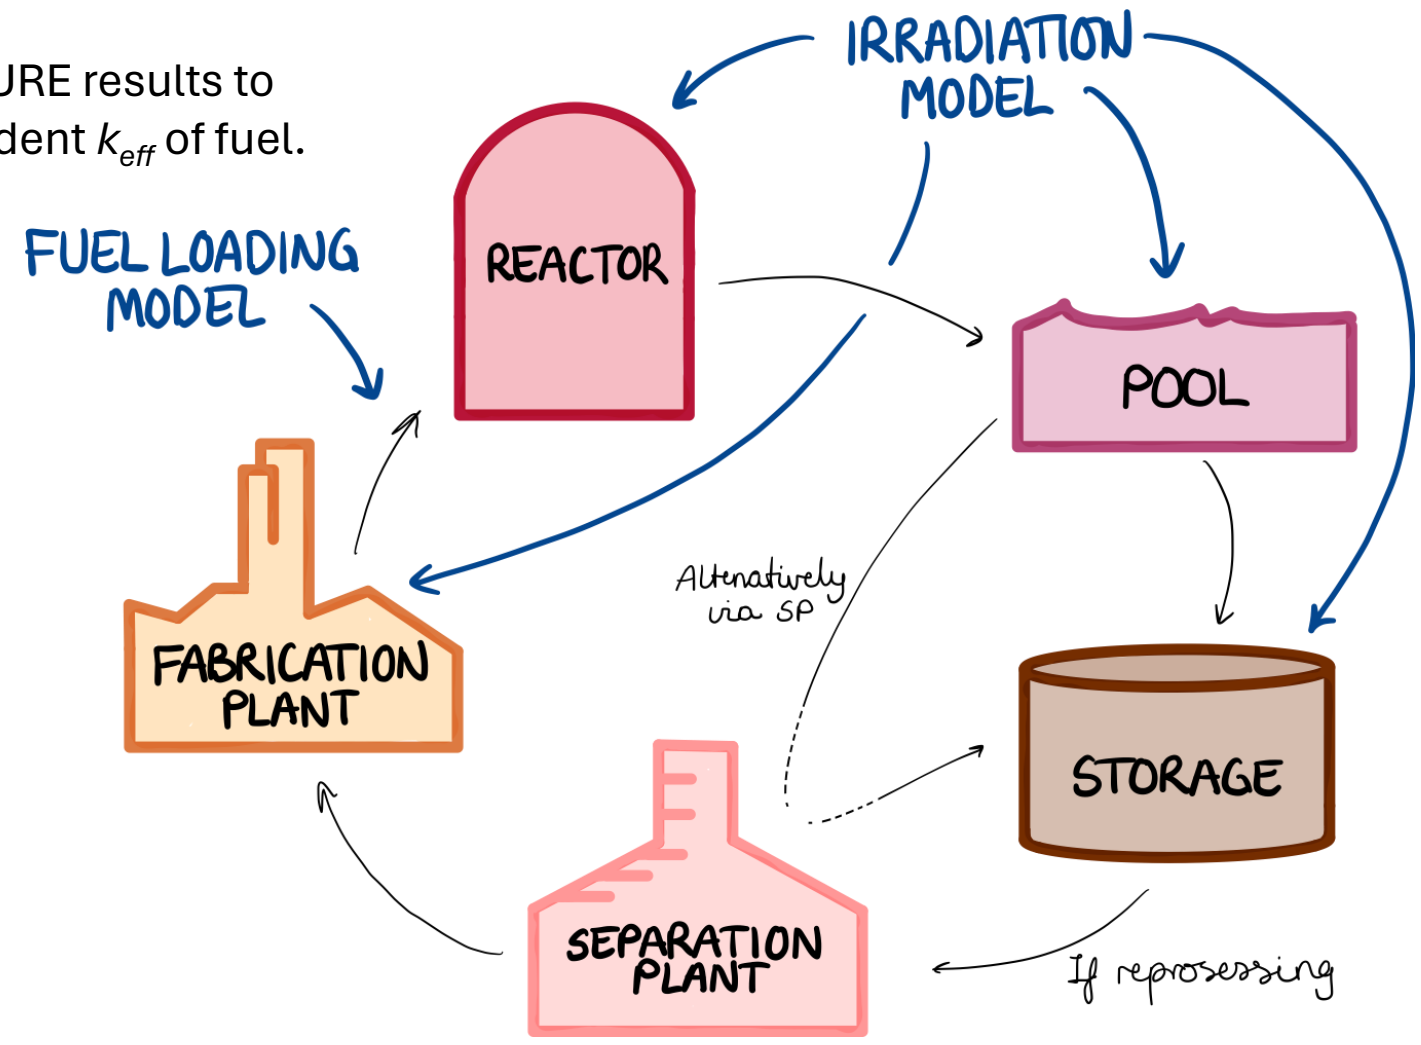 URE results to
dent keff of fuel.
IRRADIATION
MODEL
FUEL LOADING
MODEL
REACTOR
POOL
Altenatively
via SP
FABRICATION
PLANT
STORAGE
SEPARATION
PLANT
If reprosessing